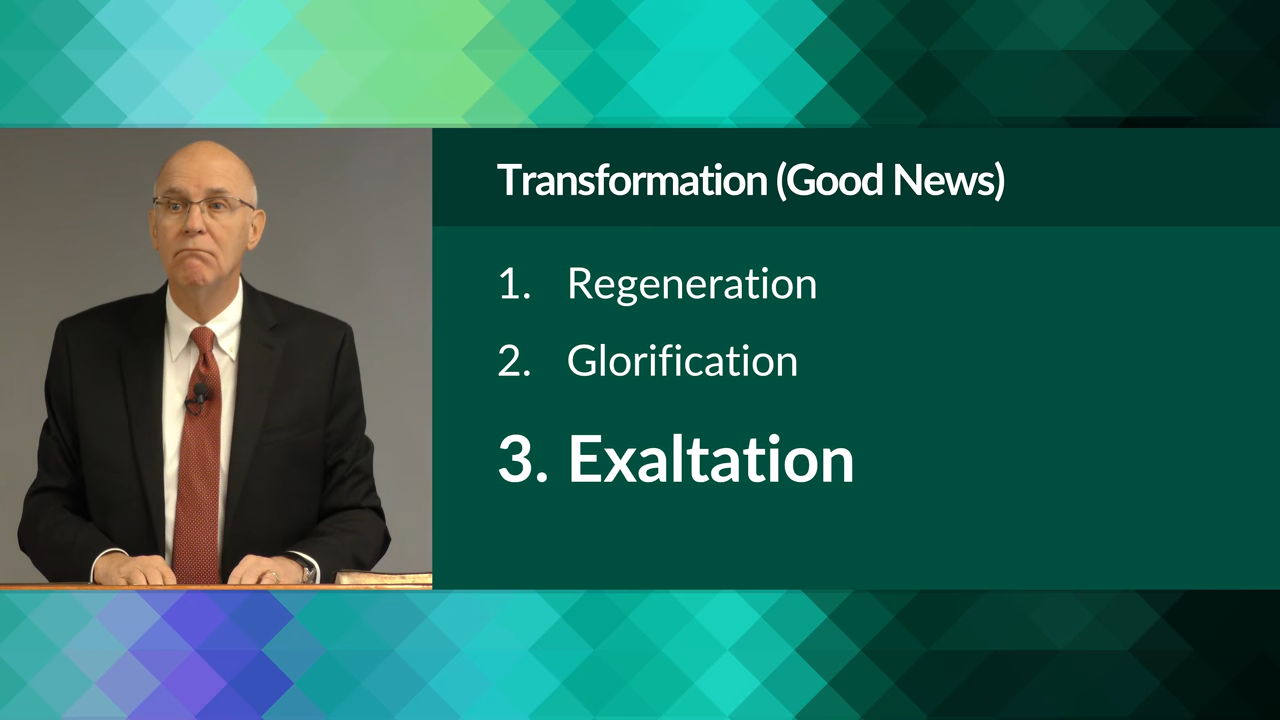 Transformation (Good News)
1. Regeneration
2. Glorification
3. Exaltation